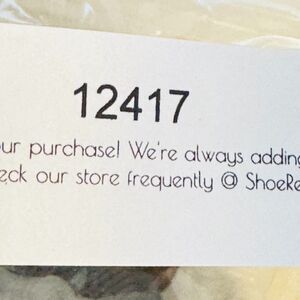 12417
our purchase! We're always adding
eck our store frequently @ ShoeRe